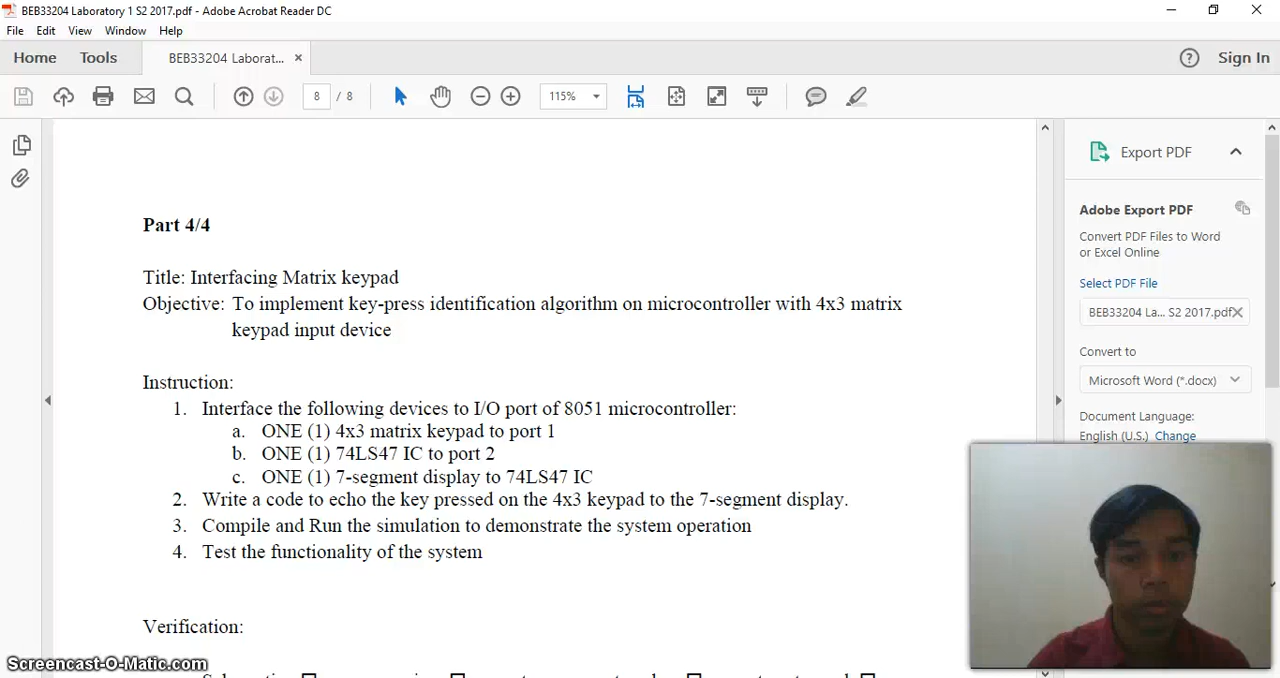 BEB33204 Laboratory 1 S2 2017.pdf - Adobe Acrobat Reader DC
File Edit View Window Help
Home Tools BEB33204 Laborat... × Sign In
8 / 8 115%
Export PDF
Part 4/4
Adobe Export PDF
Convert PDF Files to Word
or Excel Online
Title: Interfacing Matrix keypad
Select PDF File
Objective: To implement key-press identification algorithm on microcontroller with 4x3 matrix
BEB33204 La... S2 2017.pdf
keypad input device
Convert to
Instruction:
Microsoft Word (*.docx)
1. Interface the following devices to I/O port of 8051 microcontroller:
Document Language:
a. ONE (1) 4x3 matrix keypad to port 1
English (U.S.) Change
b. ONE (1) 74LS47 IC to port 2
c. ONE (1) 7-segment display to 74LS47 IC
2. Write a code to echo the key pressed on the 4x3 keypad to the 7-segment display.
3. Compile and Run the simulation to demonstrate the system operation
4. Test the functionality of the system
Verification:
Screencast-O-Matic.com